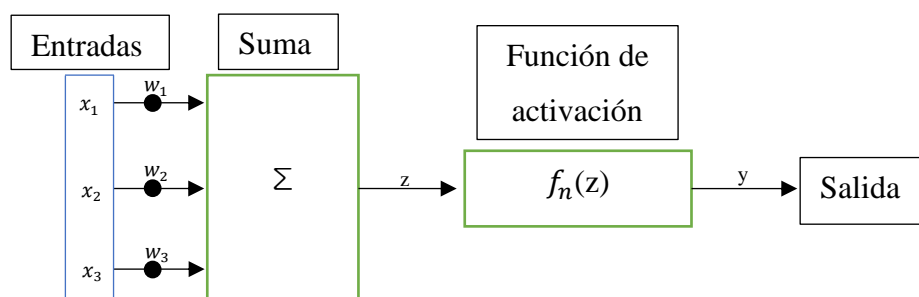 Entradas
Suma
Función de
activación
x₁
w₁
x₂
w₂
x₃
w₃
Σ
z
fₙ(z)
y
Salida